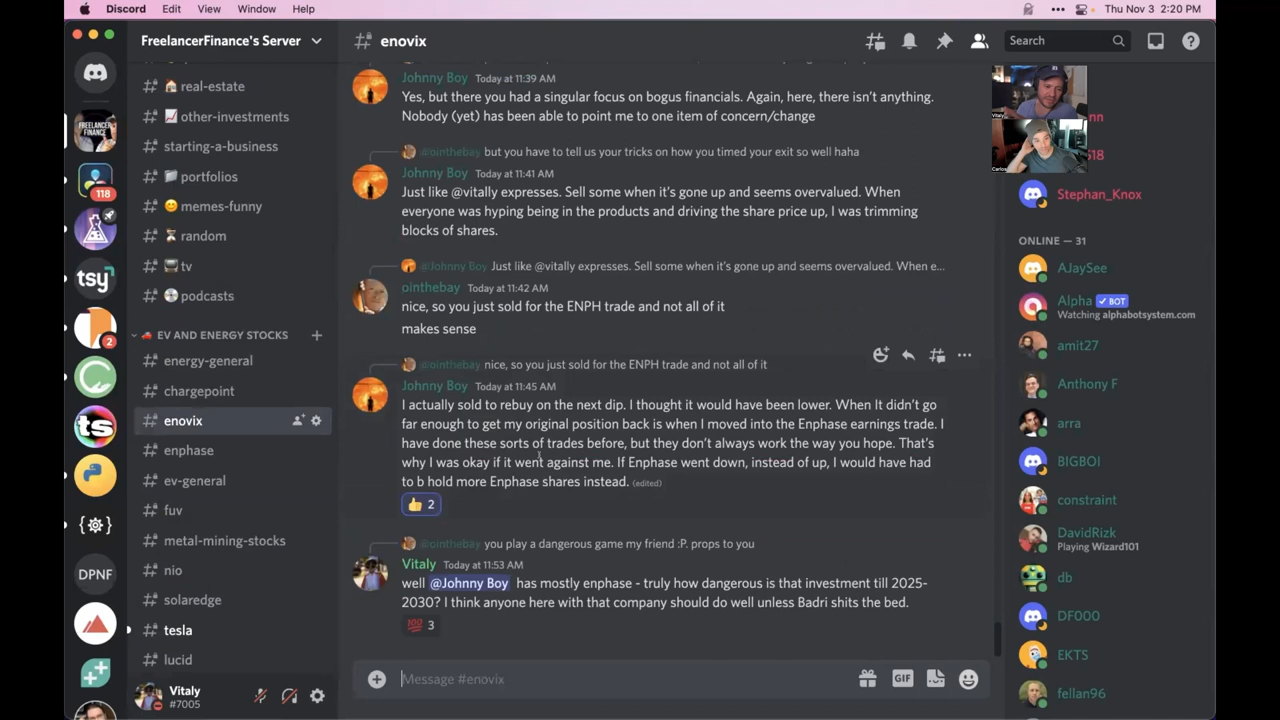 Discord Edit View Window Help
Thu Nov 3 2:20 PM
118
tsy
2
ts
DPNF
FreelancerFinance's Server
real-estate
other-investments
starting-a-business
portfolios
memes-funny
random
tv
podcasts
EV AND ENERGY STOCKS
energy-general
chargepoint
enovix
enphase
ev-general
fuv
metal-mining-stocks
nio
solaredge
tesla
lucid
Vitaly
#7005
enovix
Search
Johnny Boy Today at 11:39 AM
Yes, but there you had a singular focus on bogus financials. Again, here, there isn't anything.
Nobody (yet) has been able to point me to one item of concern/change
@ointhebay but you have to tell us your tricks on how you timed your exit so well haha
Johnny Boy Today at 11:41 AM
Just like @vitally expresses. Sell some when it's gone up and seems overvalued. When
everyone was hyping being in the products and driving the share price up, I was trimming
blocks of shares.
@Johnny Boy Just like @vitally expresses. Sell some when it's gone up and seems overvalued. When e...
ointhebay Today at 11:42 AM
nice, so you just sold for the ENPH trade and not all of it
makes sense
@ointhebay nice, so you just sold for the ENPH trade and not all of it
Johnny Boy Today at 11:45 AM
I actually sold to rebuy on the next dip. I thought it would have been lower. When It didn't go
far enough to get my original position back is when I moved into the Enphase earnings trade. I
have done these sorts of trades before, but they don't always work the way you hope. That's
why I was okay if it went against me. If Enphase went down, instead of up, I would have had
to b hold more Enphase shares instead. (edited)
2
@ointhebay you play a dangerous game my friend :P. props to you
Vitaly Today at 11:53 AM
well @Johnny Boy has mostly enphase - truly how dangerous is that investment till 2025-
2030? I think anyone here with that company should do well unless Badri shits the bed.
3
Message #enovix
GIF
Vitaly
Carlos
Stephan_Knox
ONLINE — 31
AJaySee
Alpha BOT
Watching alphabotsystem.com
amit27
Anthony F
arra
BIGBOI
constraint
DavidRizk
Playing Wizard101
db
DF000
EKTS
fellan96